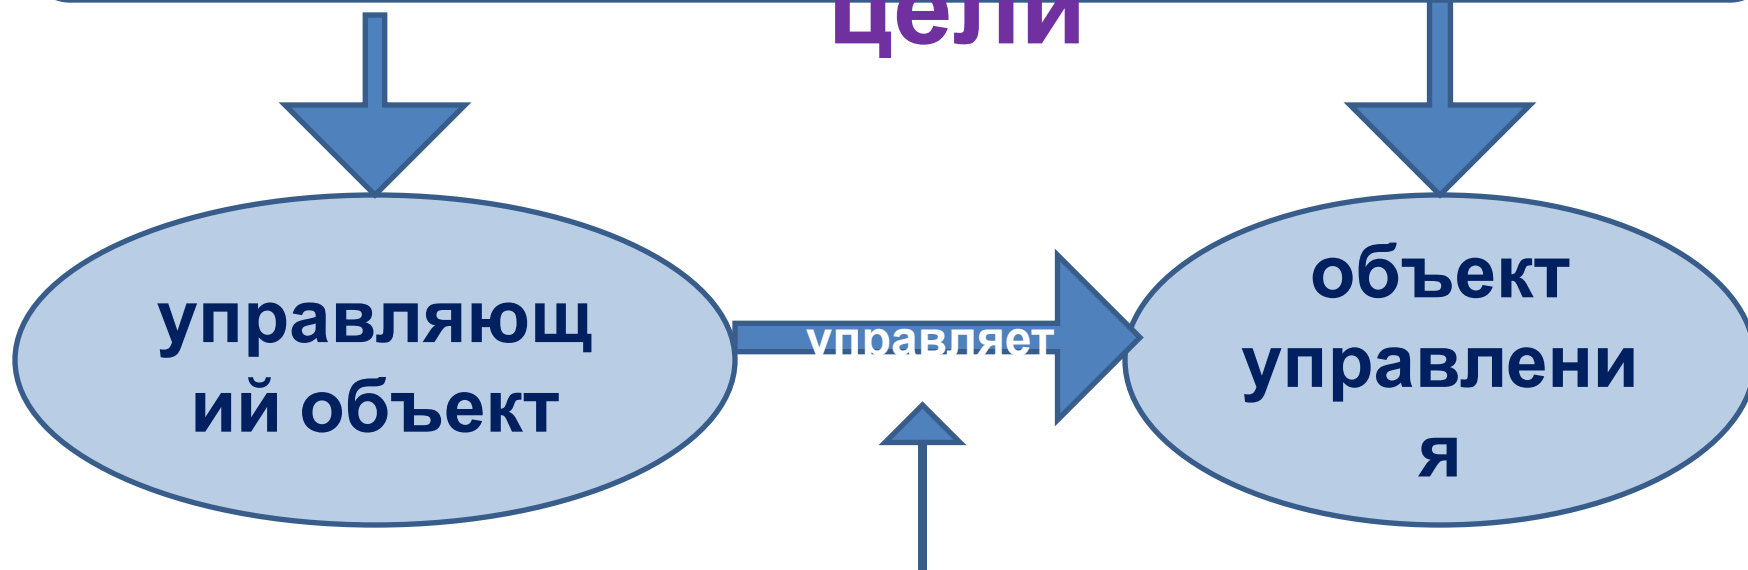 цели
управляющ
ий объект
управляет
объект
управлени
я